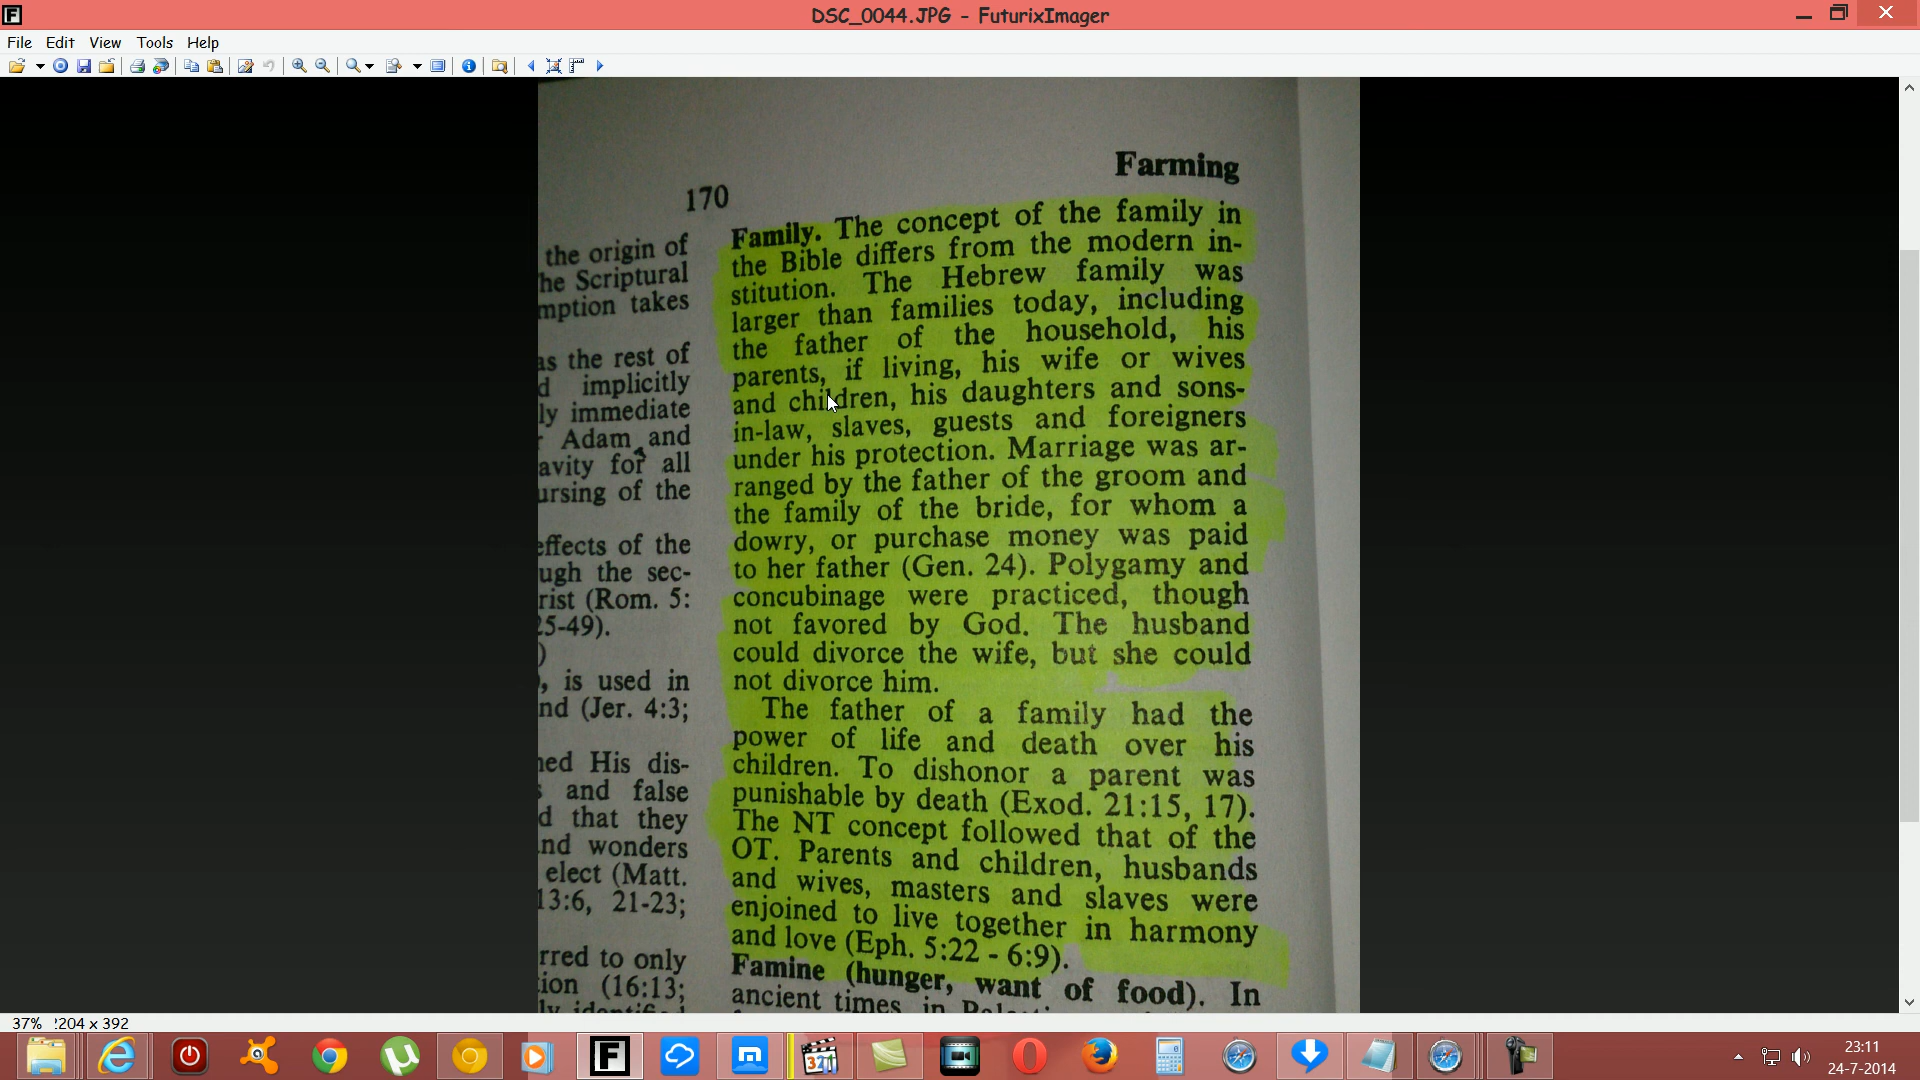 DSC_0044.JPG - FuturixImager
File Edit View Tools Help
Farming
170
the origin of
he Scriptural
mption takes
as the rest of
d implicitly
ly immediate
r Adam and
avity for all
ursing of the
effects of the
ugh the sec-
rist (Rom. 5:
25-49).
)
, is used in
nd (Jer. 4:3;
ned His dis-
s and false
d that they
nd wonders
elect (Matt.
13:6, 21-23;
rred to only
ion (16:13;
Family. The concept of the family in
the Bible differs from the modern in-
stitution. The Hebrew family was
larger than families today, including
the father of the household, his
parents, if living, his wife or wives
and children, his daughters and sons-
in-law, slaves, guests and foreigners
under his protection. Marriage was ar-
ranged by the father of the groom and
the family of the bride, for whom a
dowry, or purchase money was paid
to her father (Gen. 24). Polygamy and
concubinage were practiced, though
not favored by God. The husband
could divorce the wife, but she could
not divorce him.
The father of a family had the
power of life and death over his
children. To dishonor a parent was
punishable by death (Exod. 21:15, 17).
The NT concept followed that of the
OT. Parents and children, husbands
and wives, masters and slaves were
enjoined to live together in harmony
and love (Eph. 5:22 - 6:9).
Famine (hunger, want of food). In
ancient times in
37% 2204 x 392
321
23:11
24-7-2014